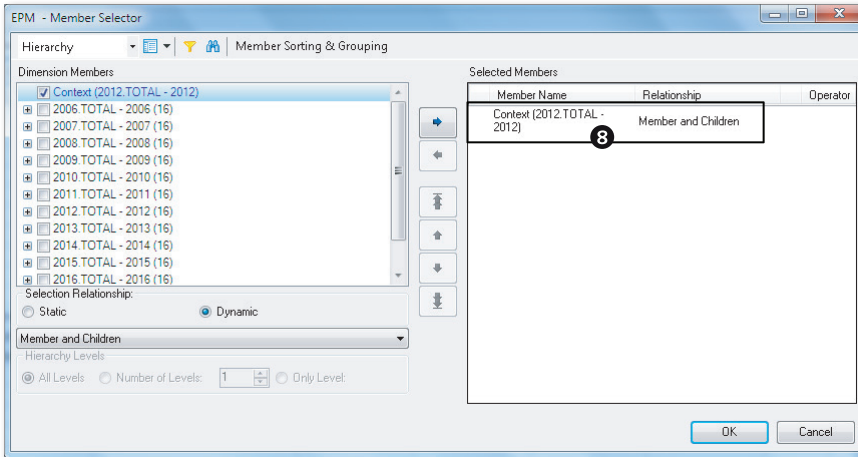 EPM - Member Selector
Hierarchy Member Sorting & Grouping
Dimension Members
Context (2012.TOTAL - 2012)
2006.TOTAL - 2006 (16)
2007.TOTAL - 2007 (16)
2008.TOTAL - 2008 (16)
2009.TOTAL - 2009 (16)
2010.TOTAL - 2010 (16)
2011.TOTAL - 2011 (16)
2012.TOTAL - 2012 (16)
2013.TOTAL - 2013 (16)
2014.TOTAL - 2014 (16)
2015.TOTAL - 2015 (16)
2016.TOTAL - 2016 (16)
Selection Relationship:
Static Dynamic
Member and Children
Hierarchy Levels
All Levels Number of Levels: 1 Only Level:
Selected Members
Member Name Relationship Operator
Context (2012.TOTAL -
2012) Member and Children
8
OK Cancel